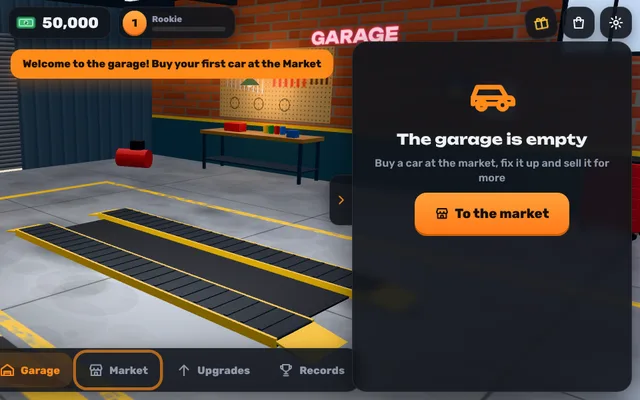 50,000
1
Rookie
GARAGE
Welcome to the garage! Buy your first car at the Market
The garage is empty
Buy a car at the market, fix it up and sell it for
more
To the market
Garage
Market
Upgrades
Records